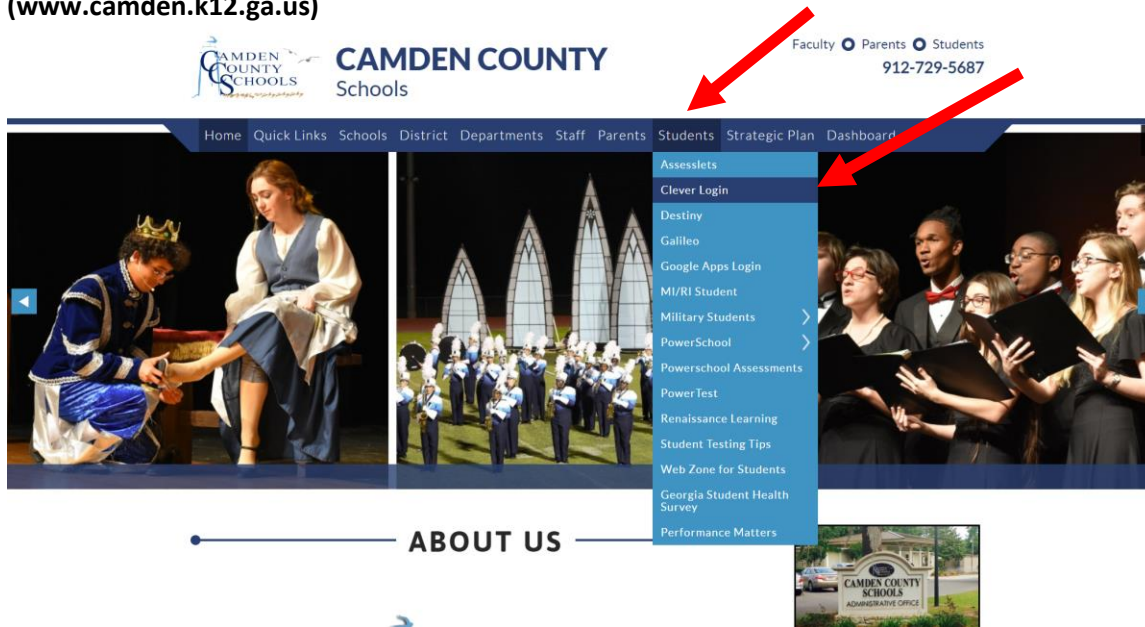 (www.camden.k12.ga.us)
CAMDEN
COUNTY
SCHOOLS
CAMDEN COUNTY
Schools
Faculty Parents Students
912-729-5687
Home Quick Links Schools District Departments Staff Parents Students Strategic Plan Dashboard
Assesslets
Clever Login
Destiny
Galileo
Google Apps Login
MI/RI Student
Military Students
PowerSchool
Powerschool Assessments
PowerTest
Renaissance Learning
Student Testing Tips
Web Zone for Students
Georgia Student Health
Survey
Performance Matters
ABOUT US
CAMDEN COUNTY
SCHOOLS
ADMINISTRATIVE OFFICE